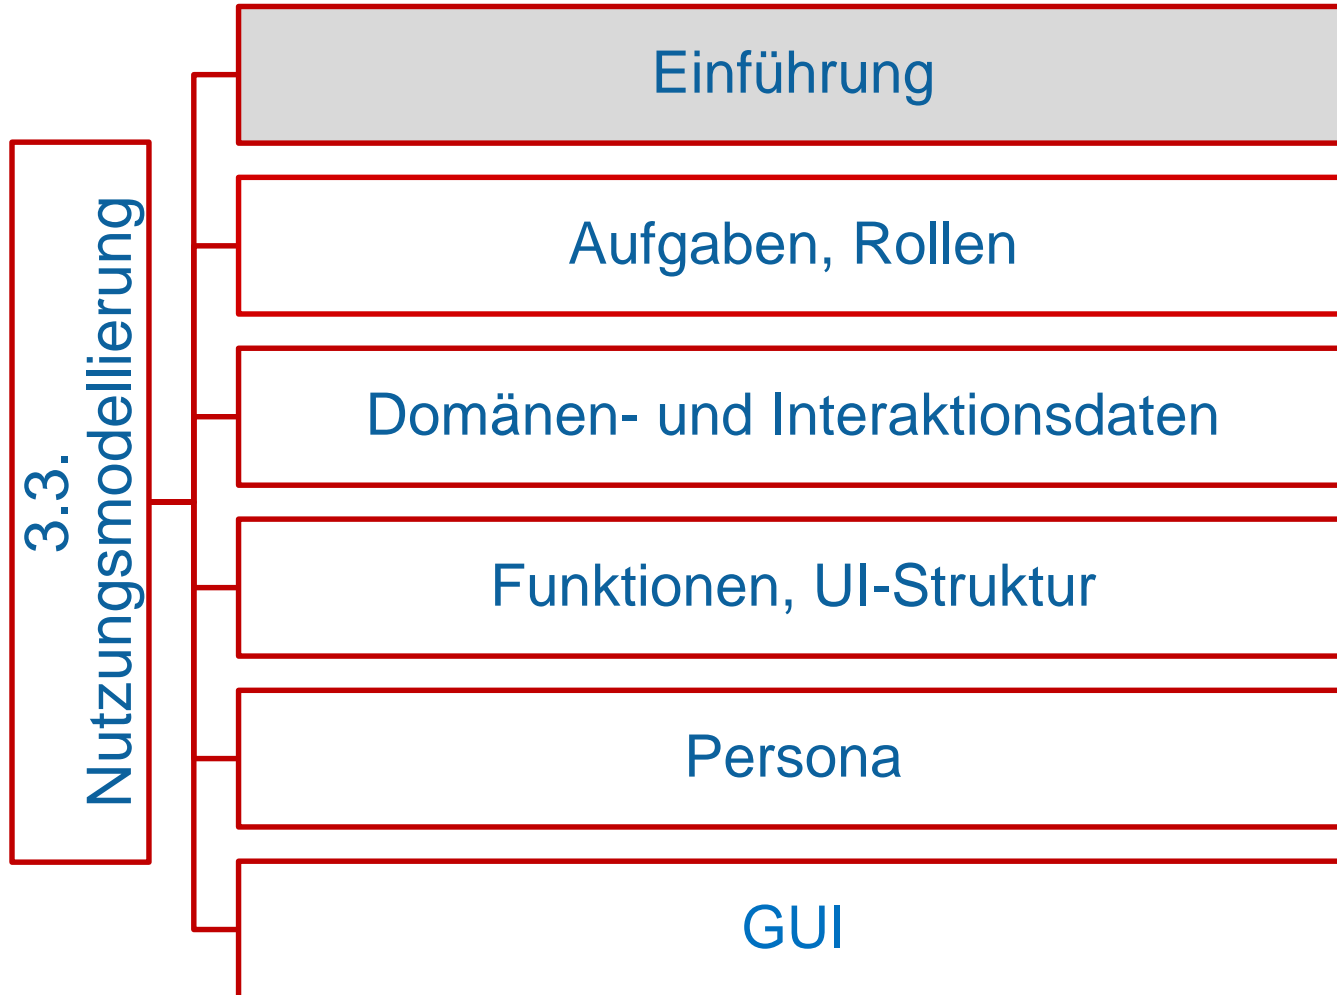 3.3.
Nutzungsmodellierung
Einführung
Aufgaben, Rollen
Domänen- und Interaktionsdaten
Funktionen, UI-Struktur
Persona
GUI